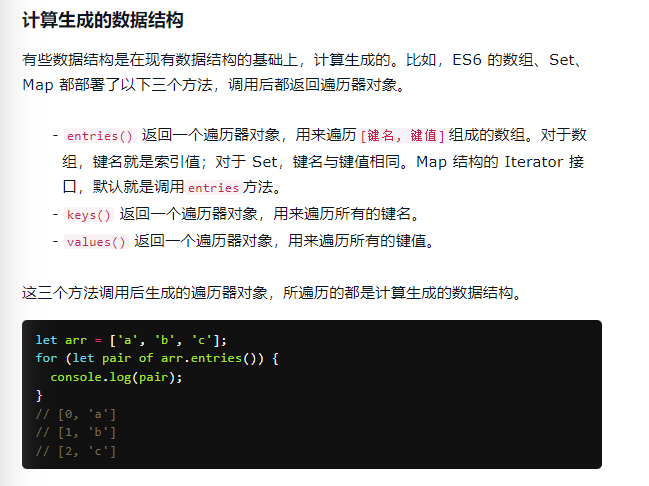 计算生成的数据结构
有些数据结构是在现有数据结构的基础上，计算生成的。比如，ES6 的数组、Set、
Map 都部署了以下三个方法，调用后都返回遍历器对象。
- entries() 返回一个遍历器对象，用来遍历[键名, 键值]组成的数组。对于数
组，键名就是索引值；对于 Set，键名与键值相同。Map 结构的 Iterator 接
口，默认就是调用entries方法。
- keys() 返回一个遍历器对象，用来遍历所有的键名。
- values() 返回一个遍历器对象，用来遍历所有的键值。
这三个方法调用后生成的遍历器对象，所遍历的都是计算生成的数据结构。
let arr = ['a', 'b', 'c'];
for (let pair of arr.entries()) {
  console.log(pair);
}
// [0, 'a']
// [1, 'b']
// [2, 'c']